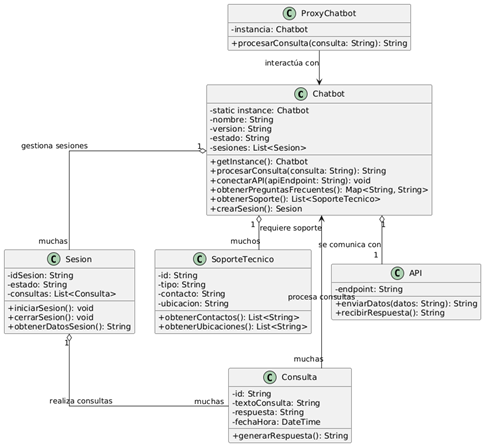 C ProxyChatbot
-instancia: Chatbot
+procesarConsulta(consulta: String): String
interactúa con
C Chatbot
-static instance: Chatbot
-nombre: String
-version: String
-estado: String
-sesiones: List<Sesion>
+getInstance(): Chatbot
+procesarConsulta(consulta: String): String
+conectarAPI(apiEndpoint: String): void
+obtenerPreguntasFrecuentes(): Map<String, String>
+obtenerSoporte(): List<SoporteTecnico>
+crearSesion(): Sesion
gestiona sesiones
1
muchas
1
requiere soporte
muchos
1
se comunica con
1
C Sesion
-idSesion: String
-estado: String
-consultas: List<Consulta>
+iniciarSesion(): void
+cerrarSesion(): void
+obtenerDatosSesion(): String
C SoporteTecnico
-id: String
-tipo: String
-contacto: String
-ubicacion: String
+obtenerContactos(): List<String>
+obtenerUbicaciones(): List<String>
C API
-endpoint: String
+enviarDatos(datos: String): String
+recibirRespuesta(): String
procesa consultas
muchas
1
realiza consultas
muchas
C Consulta
-id: String
-textoConsulta: String
-respuesta: String
-fechaHora: DateTime
+generarRespuesta(): String